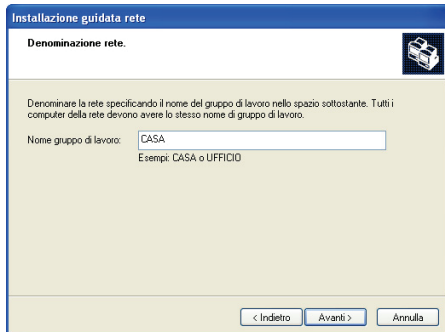 Installazione guidata rete
Denominazione rete.
Denominare la rete specificando il nome del gruppo di lavoro nello spazio sottostante. Tutti i
computer della rete devono avere lo stesso nome di gruppo di lavoro.
Nome gruppo di lavoro: CASA
Esempi: CASA o UFFICIO
< Indietro Avanti > Annulla